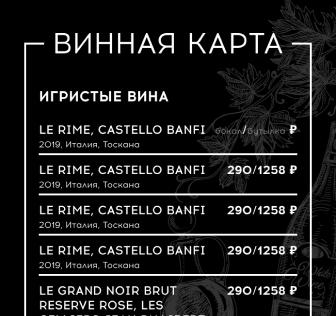 ВИННАЯ КАРТА
ИГРИСТЫЕ ВИНА
LE RIME, CASTELLO BANFI бокал/бутылка ₽
2019, Италия, Тоскана
LE RIME, CASTELLO BANFI 290/1258 ₽
2019, Италия, Тоскана
LE RIME, CASTELLO BANFI 290/1258 ₽
2019, Италия, Тоскана
LE RIME, CASTELLO BANFI 290/1258 ₽
2019, Италия, Тоскана
LE GRAND NOIR BRUT 290/1258 ₽
RESERVE ROSE, LES